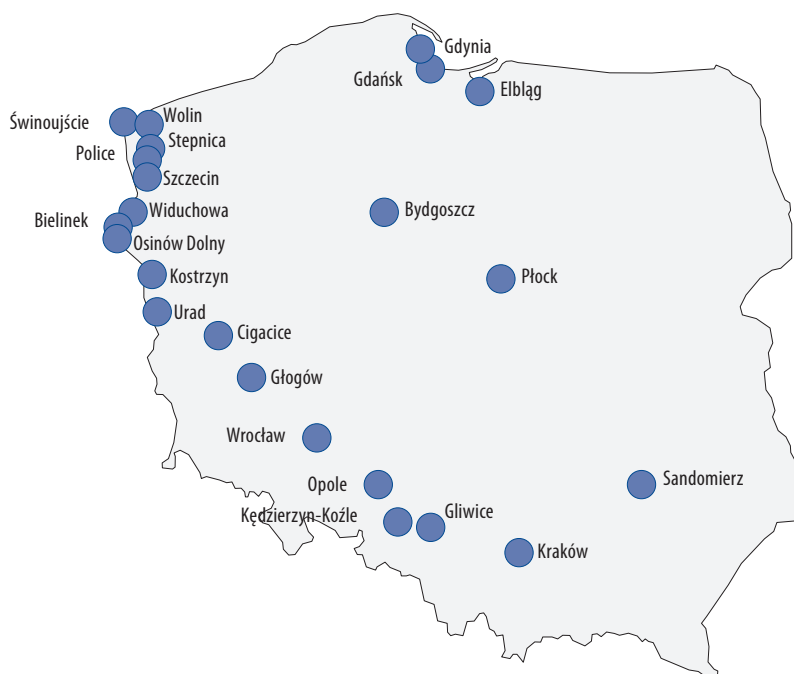 Gdynia
Gdańsk
Elbląg
Świnoujście
Wolin
Stepnica
Police
Szczecin
Widuchowa
Bielinek
Osinów Dolny
Bydgoszcz
Kostrzyn
Płock
Urad
Cigacice
Głogów
Wrocław
Opole
Sandomierz
Kędzierzyn-Koźle
Gliwice
Kraków